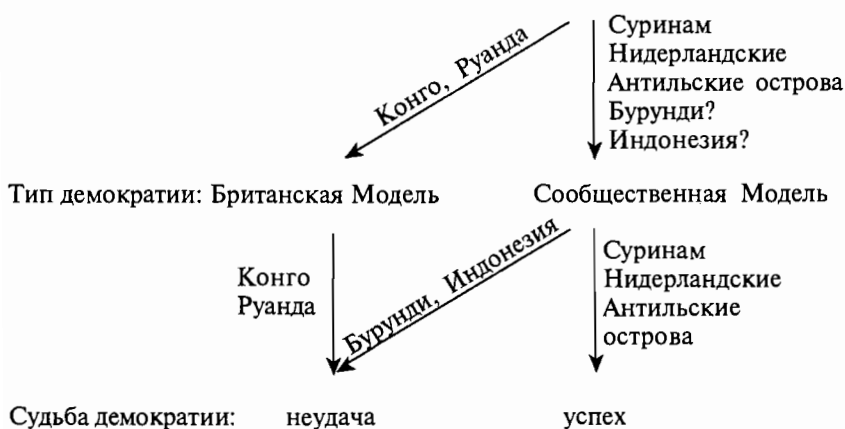 Конго, Руанда
Суринам
Нидерландские
Антильские острова
Бурунди?
Индонезия?
Тип демократии: Британская Модель Сообщественная Модель
Конго
Руанда
Бурунди, Индонезия
Суринам
Нидерландские
Антильские
острова
Судьба демократии: неудача успех